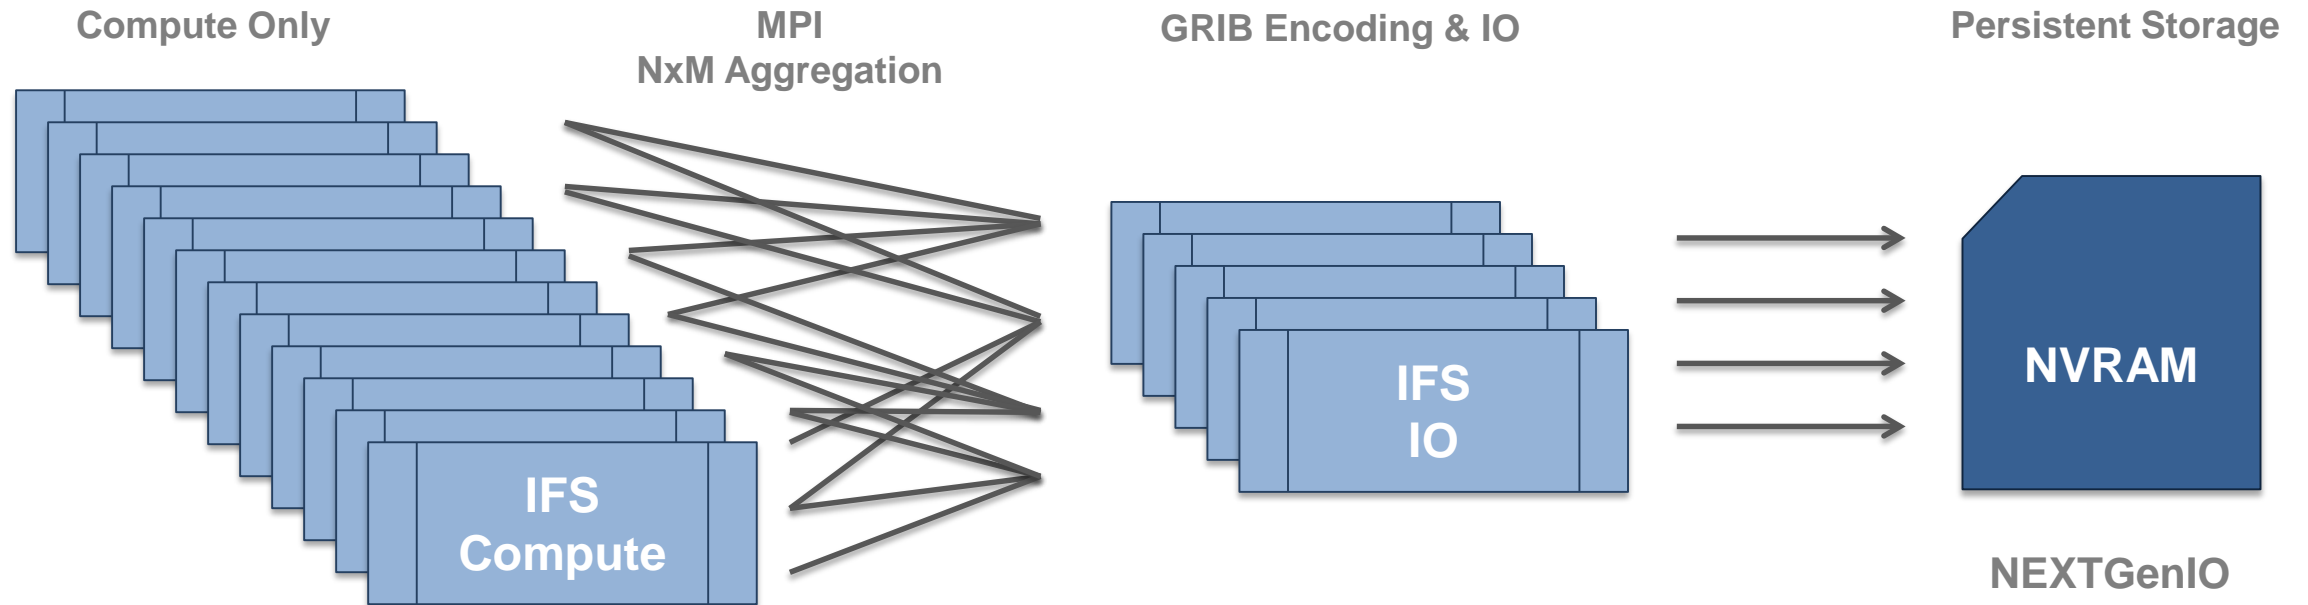 Compute Only
MPI
NxM Aggregation
GRIB Encoding & IO
Persistent Storage
IFS
Compute
IFS
IO
NVRAM
NEXTGenIO